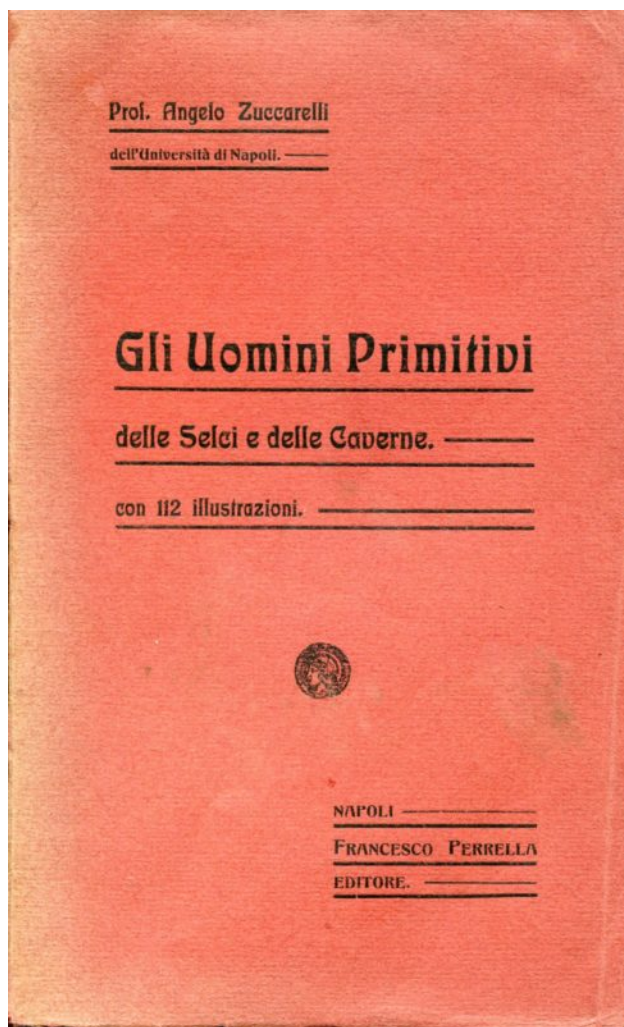 Prof. Angelo Zuccarelli
dell'Università di Napoli.
Gli Uomini Primitivi
delle Selci e delle Caverne.
con 112 illustrazioni.
NAPOLI
FRANCESCO PERRELLA
EDITORE.